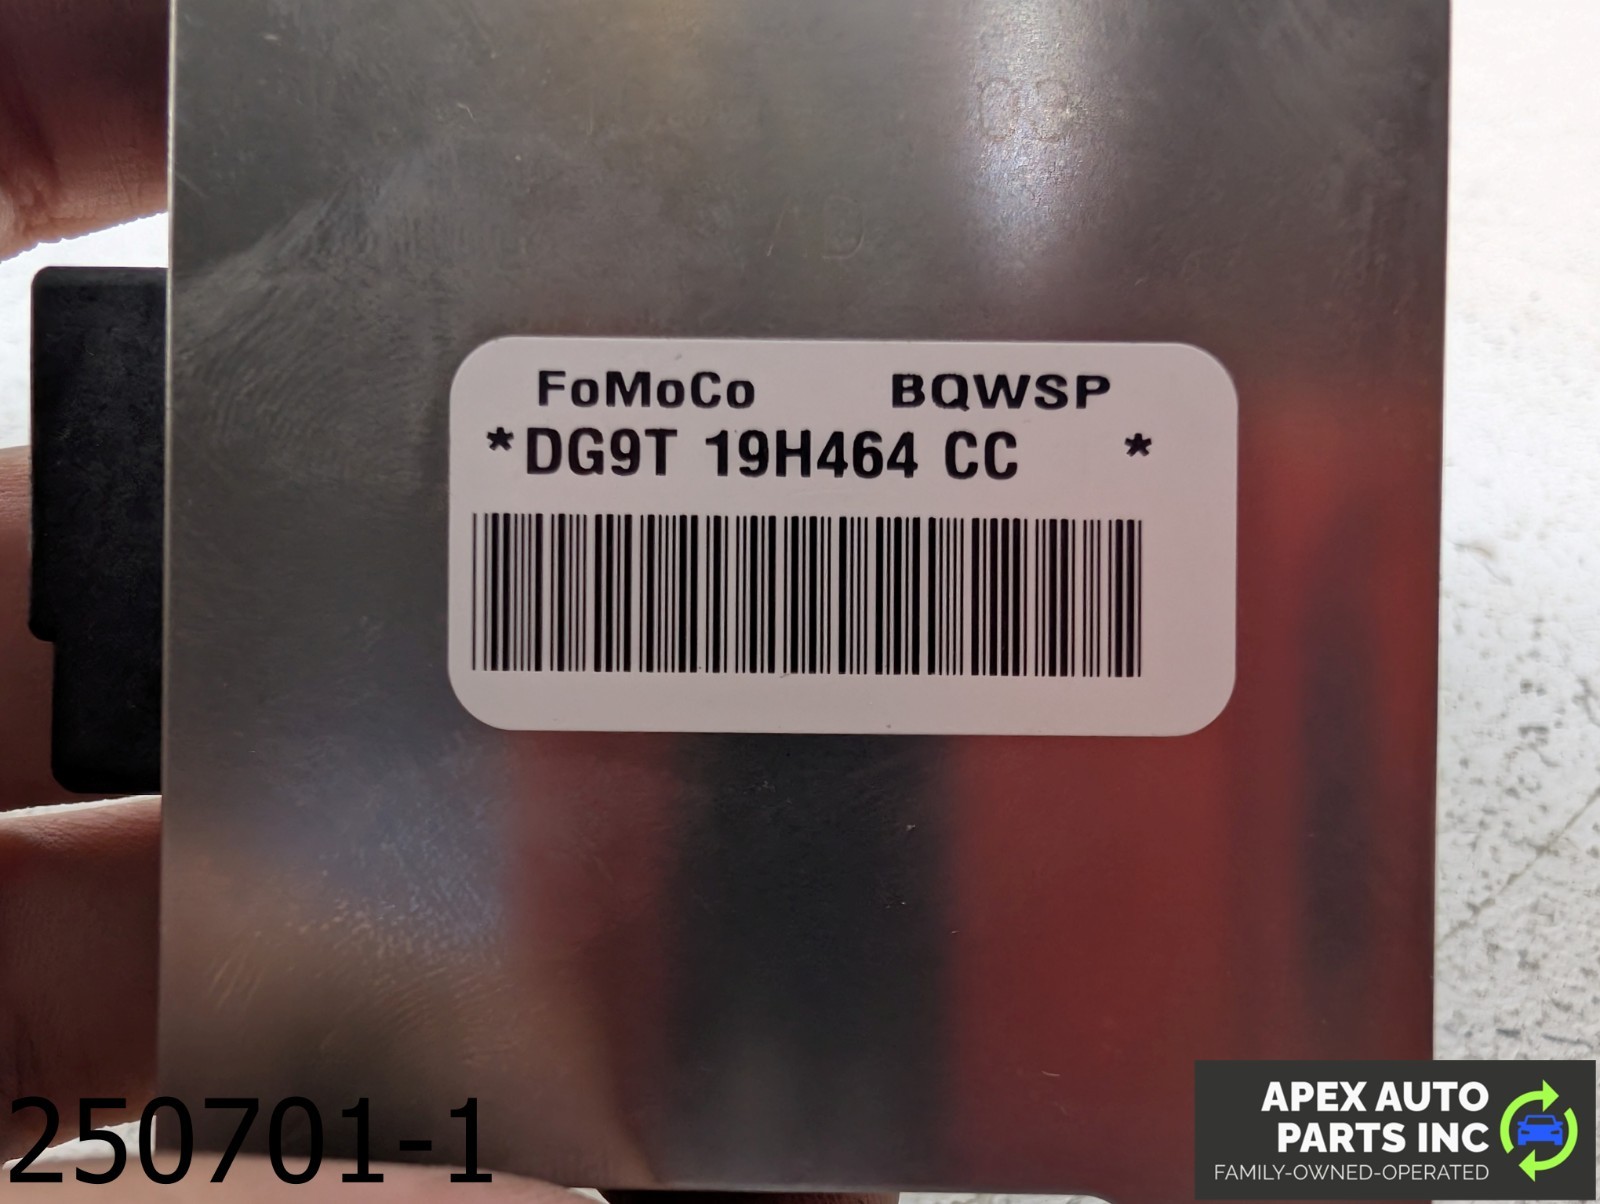 FoMoCo BQWSP
*DG9T 19H464 CC *
250701-1
APEX AUTO
PARTS INC
FAMILY-OWNED-OPERATED